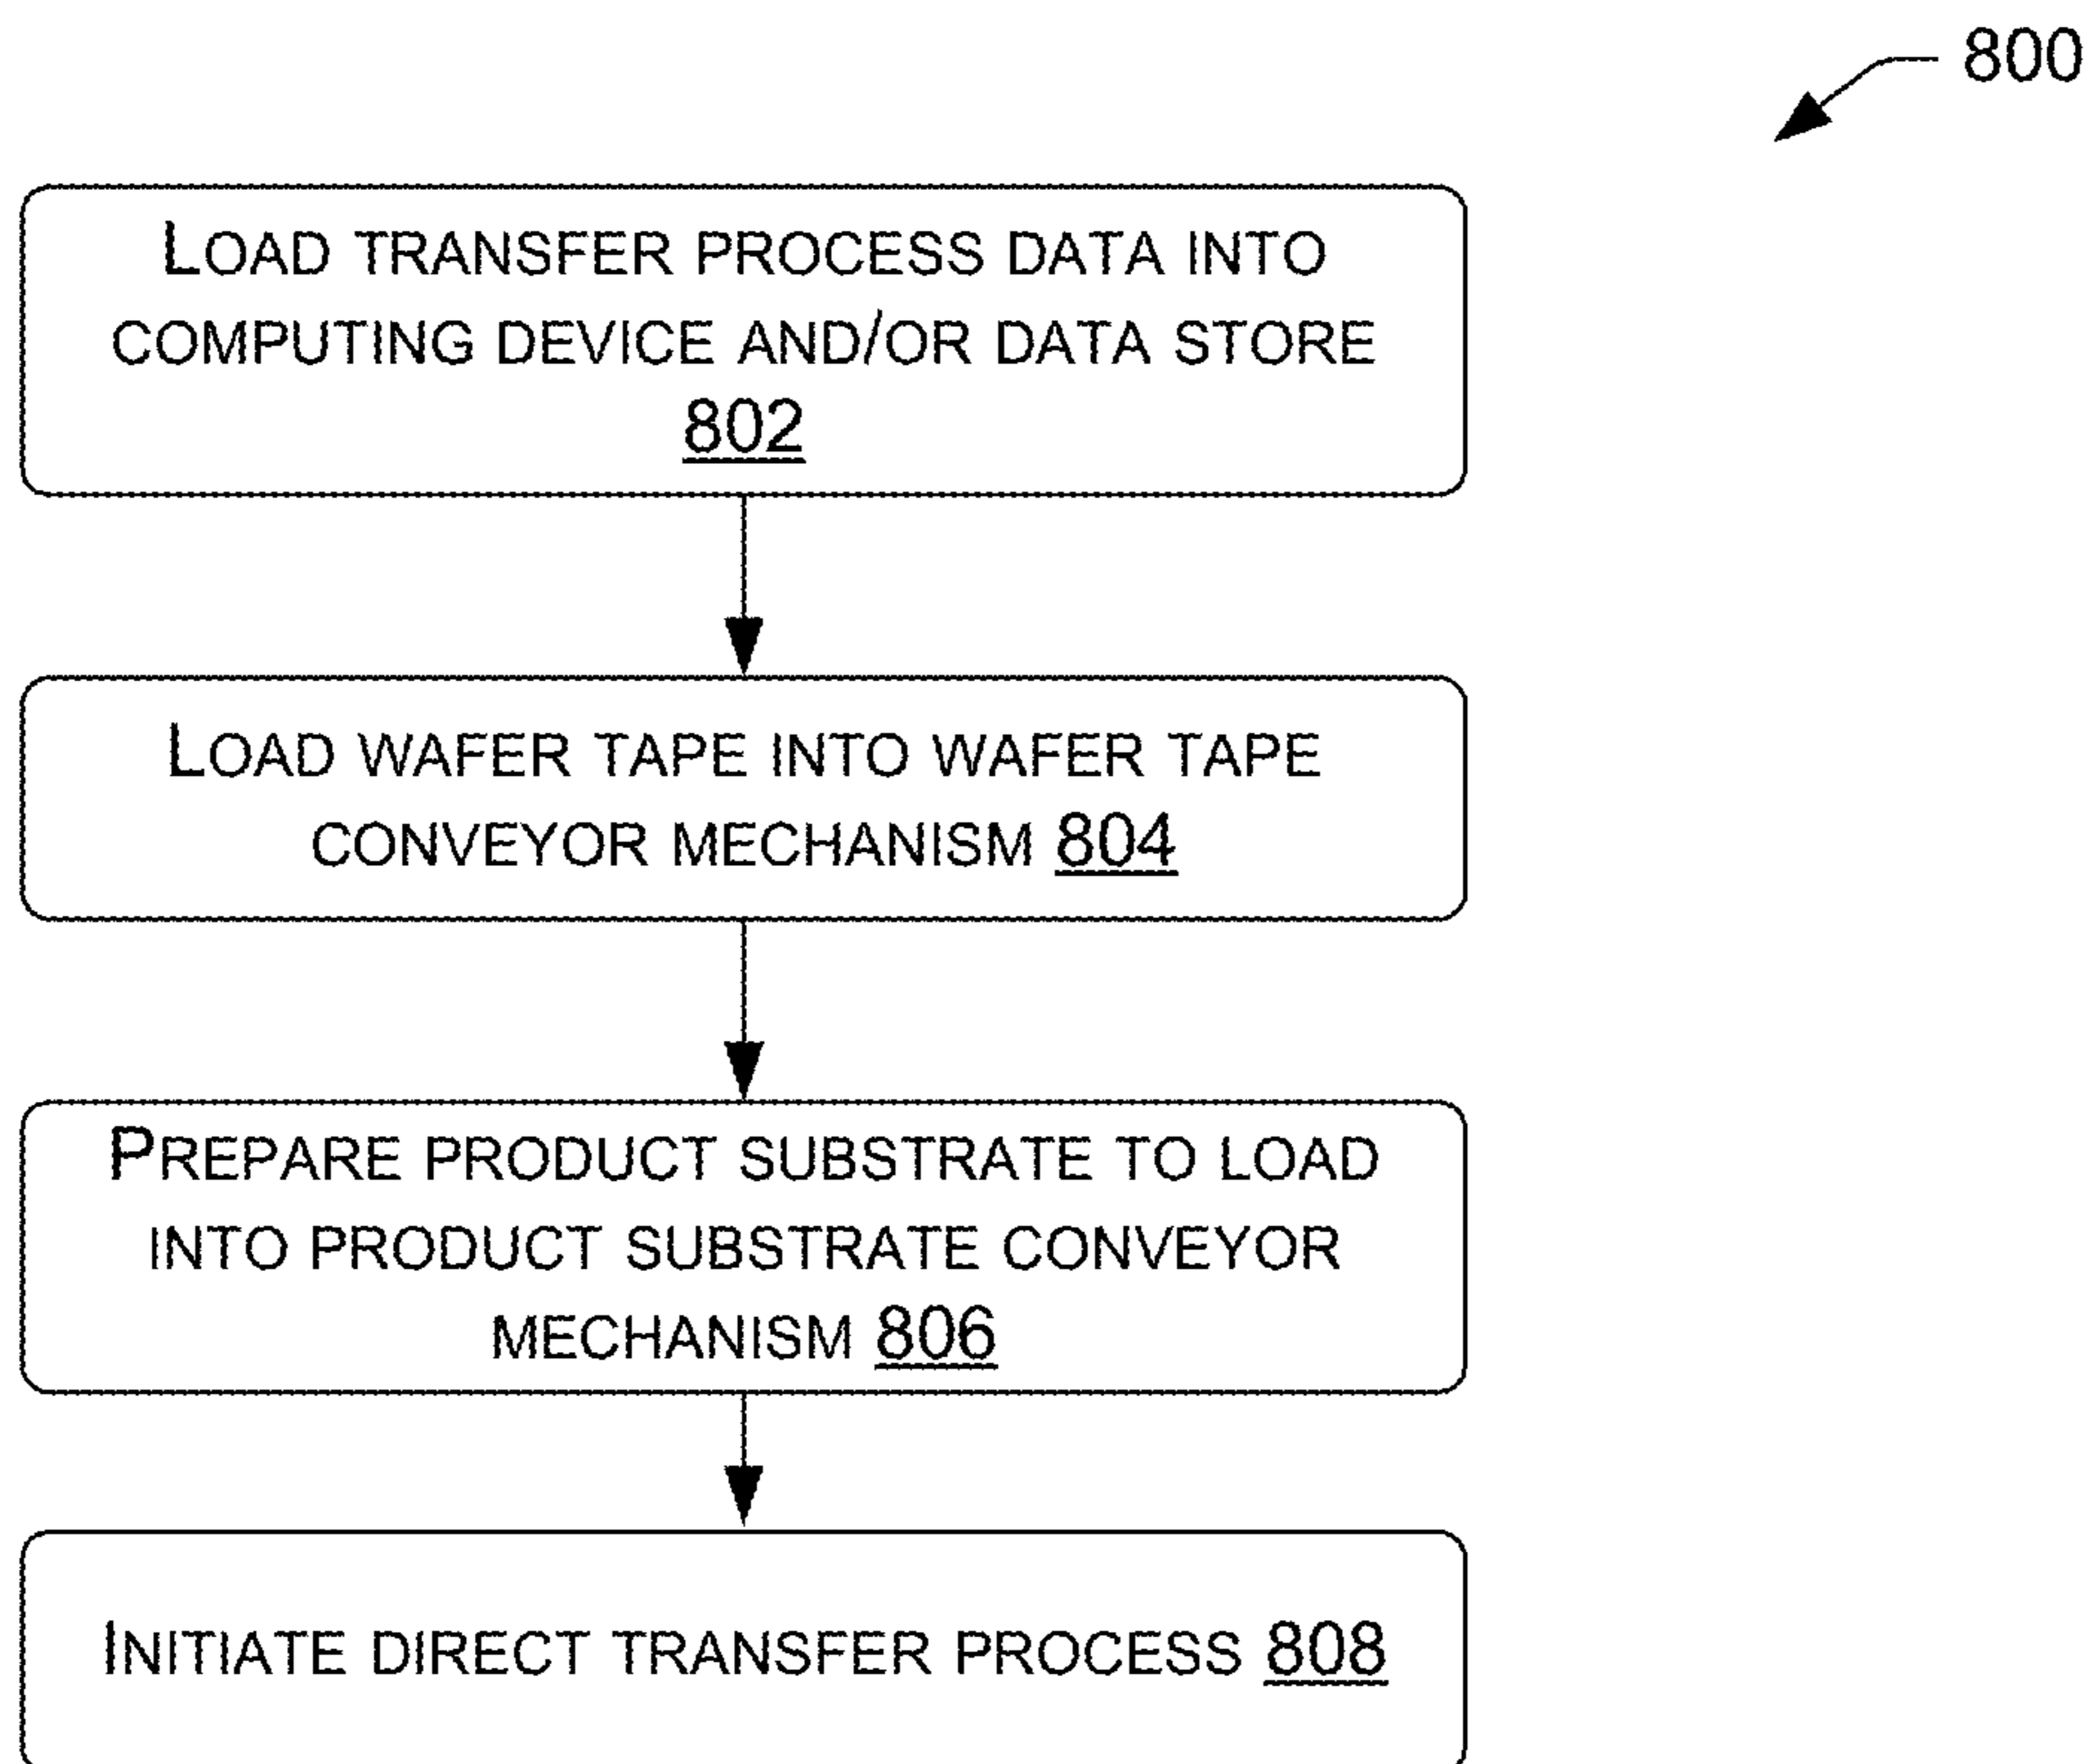 800
LOAD TRANSFER PROCESS DATA INTO
COMPUTING DEVICE AND/OR DATA STORE
802
LOAD WAFER TAPE INTO WAFER TAPE
CONVEYOR MECHANISM 804
PREPARE PRODUCT SUBSTRATE TO LOAD
INTO PRODUCT SUBSTRATE CONVEYOR
MECHANISM 806
INITIATE DIRECT TRANSFER PROCESS 808